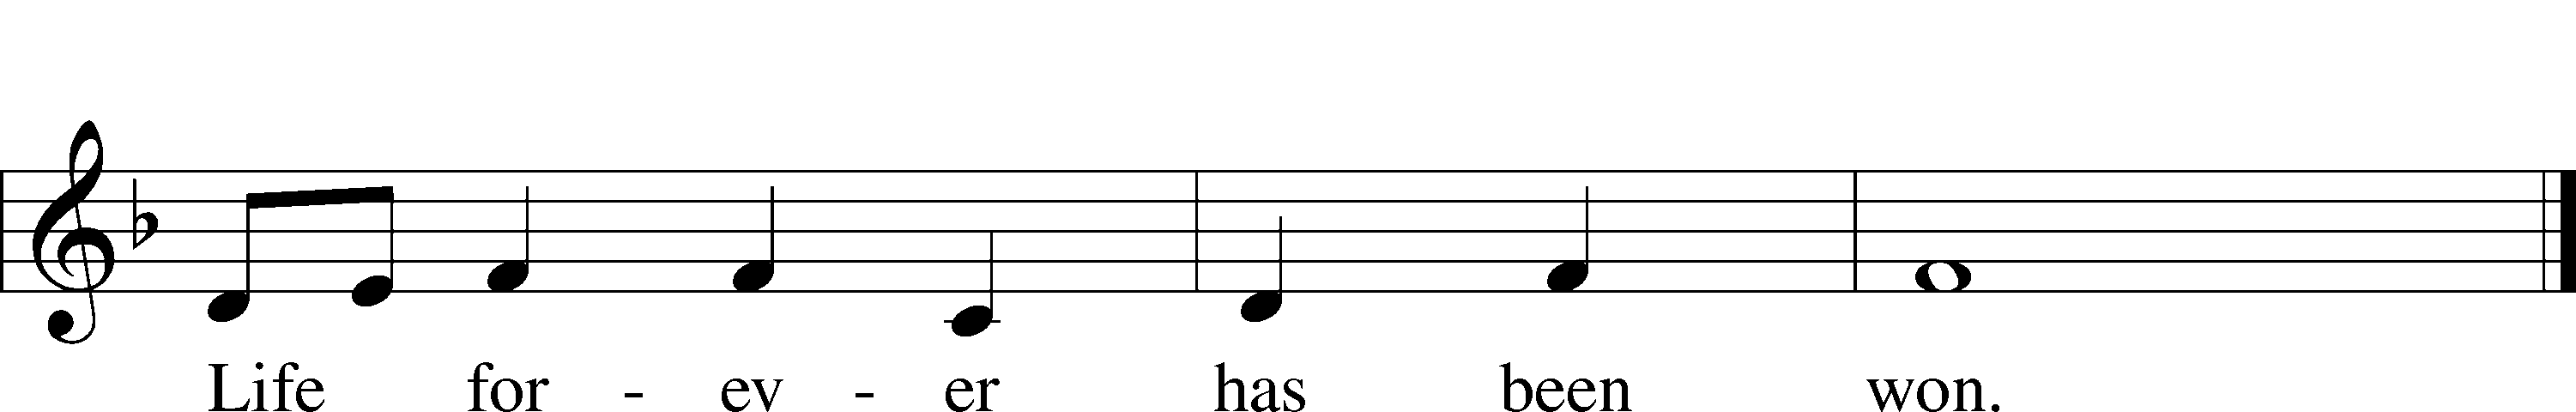 Life for - ev - er has been won.